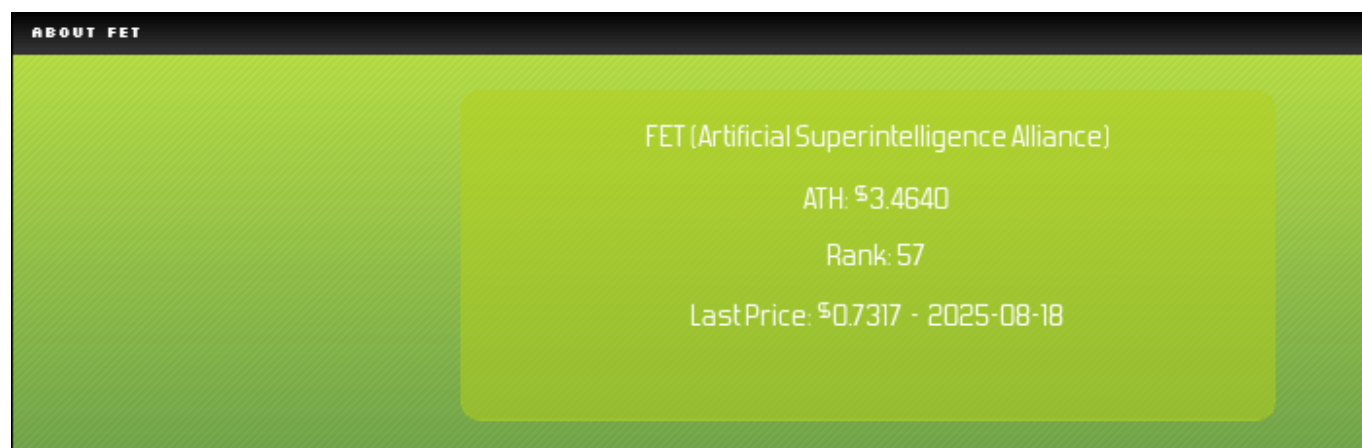 ABOUT FET
FET (Artificial Superintelligence Alliance)
ATH: $3.4640
Rank: 57
Last Price: $0.7317 - 2025-08-18